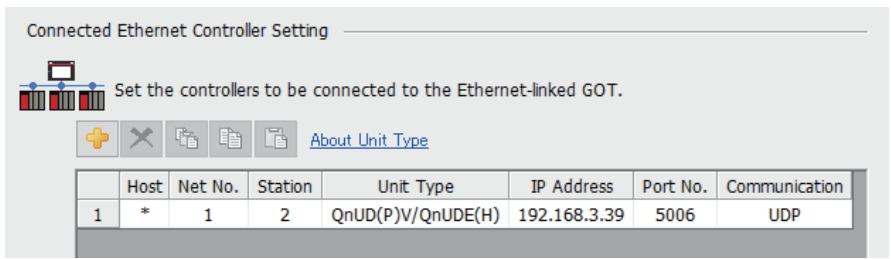 Connected Ethernet Controller Setting
Set the controllers to be connected to the Ethernet-linked GOT.
About Unit Type
Host Net No. Station Unit Type IP Address Port No. Communication
1 * 1 2 QnUD(P)V/QnUDE(H) 192.168.3.39 5006 UDP